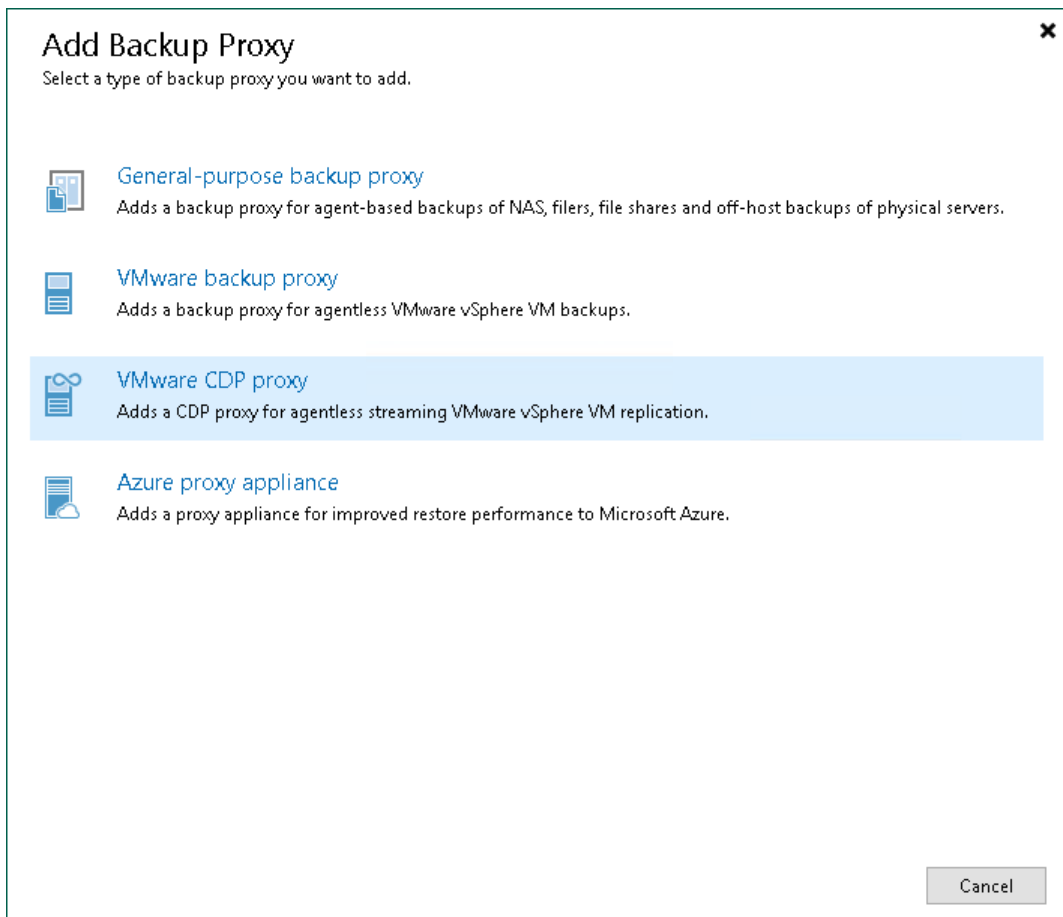 Add Backup Proxy
Select a type of backup proxy you want to add.
General-purpose backup proxy
Adds a backup proxy for agent-based backups of NAS, filers, file shares and off-host backups of physical servers.
VMware backup proxy
Adds a backup proxy for agentless VMware vSphere VM backups.
VMware CDP proxy
Adds a CDP proxy for agentless streaming VMware vSphere VM replication.
Azure proxy appliance
Adds a proxy appliance for improved restore performance to Microsoft Azure.
Cancel